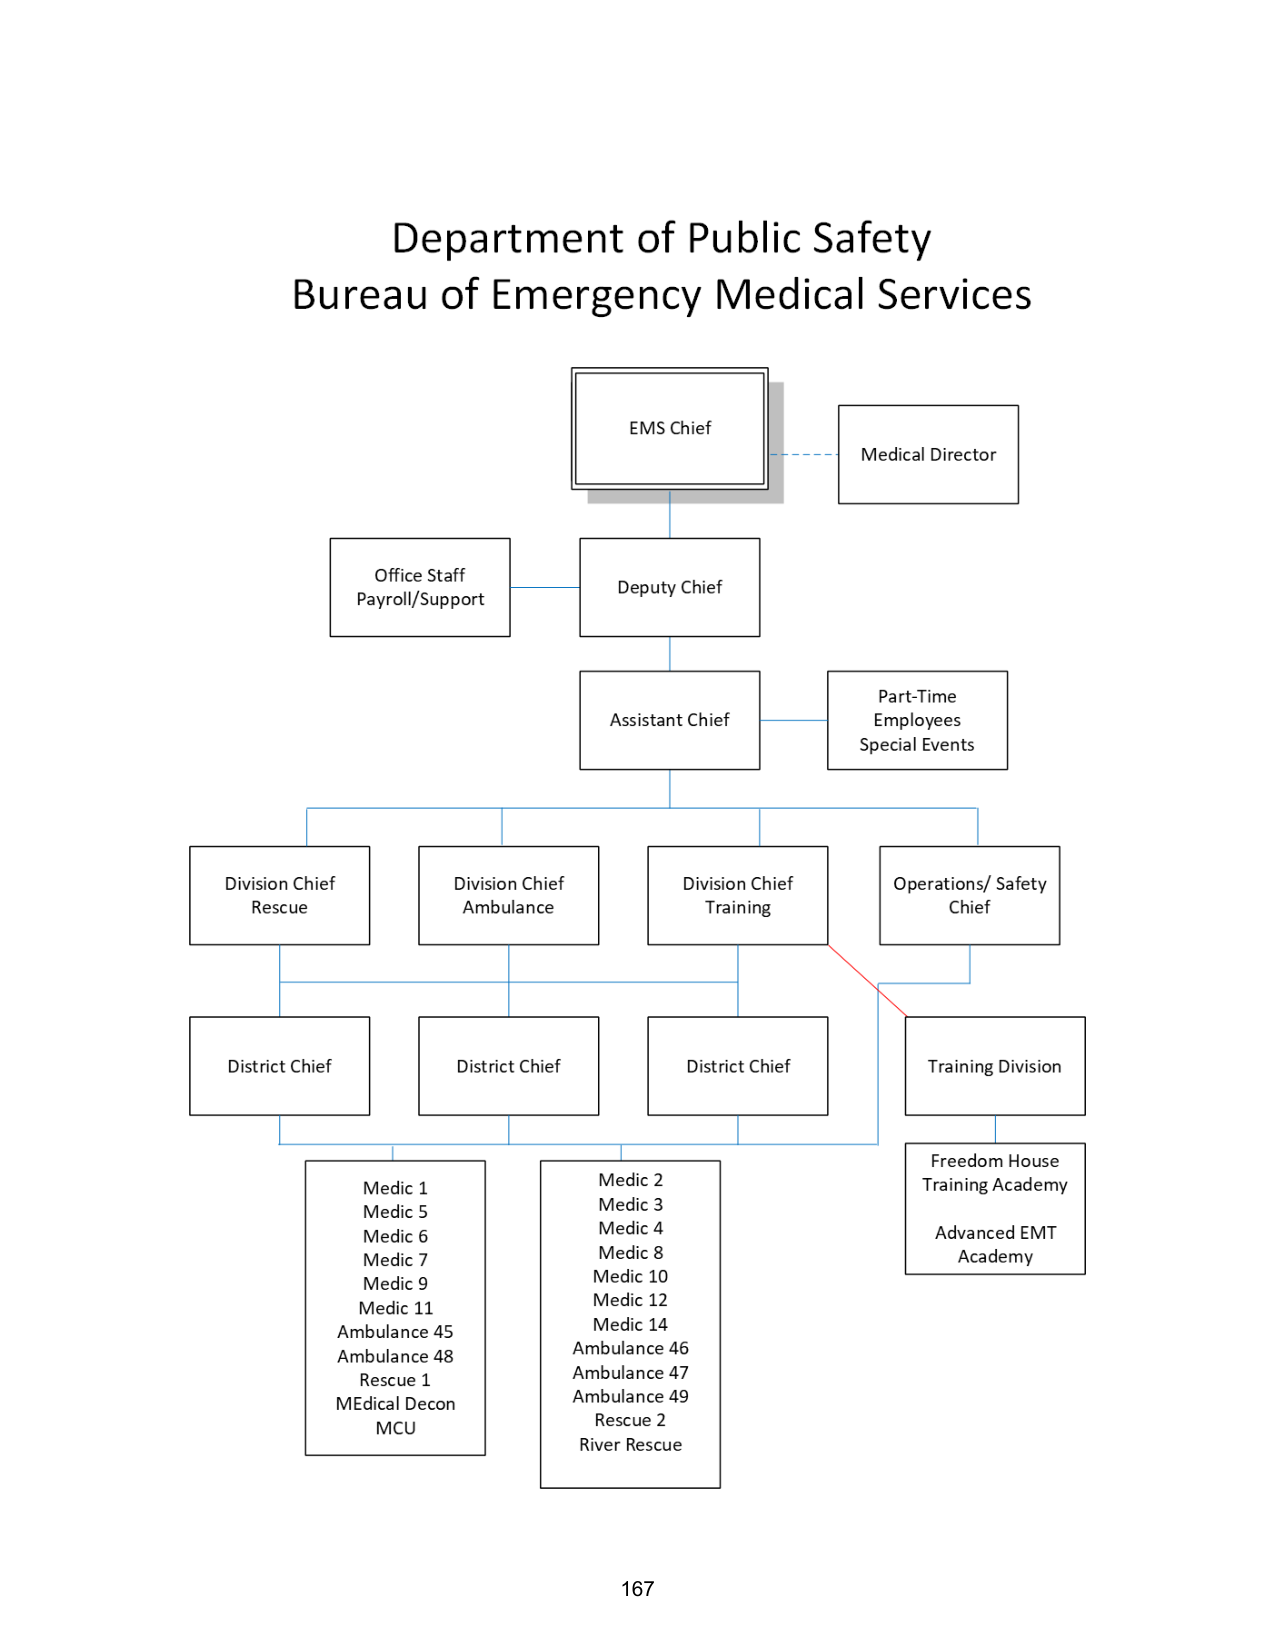 Department of Public Safety
Bureau of Emergency Medical Services
EMS Chief
Medical Director
Office Staff
Payroll/Support
Deputy Chief
Assistant Chief
Part-Time
Employees
Special Events
Division Chief
Rescue
Division Chief
Ambulance
Division Chief
Training
Operations/ Safety
Chief
District Chief
District Chief
District Chief
Training Division
Medic 1
Medic 5
Medic 6
Medic 7
Medic 9
Medic 11
Ambulance 45
Ambulance 48
Rescue 1
MEdical Decon
MCU
Medic 2
Medic 3
Medic 4
Medic 8
Medic 10
Medic 12
Medic 14
Ambulance 46
Ambulance 47
Ambulance 49
Rescue 2
River Rescue
Freedom House
Training Academy
Advanced EMT
Academy
167